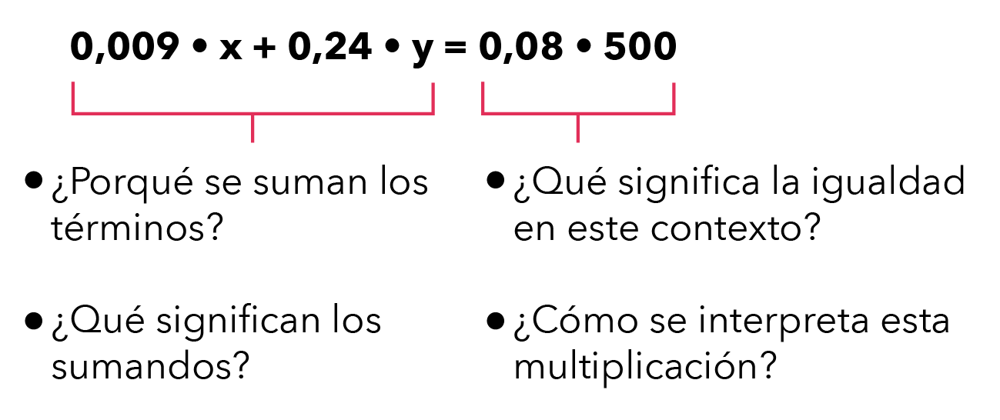 0,009 • x + 0,24 • y = 0,08 • 500
• ¿Porqué se suman los
términos?
• ¿Qué significan los
sumandos?
• ¿Qué significa la igualdad
en este contexto?
• ¿Cómo se interpreta esta
multiplicación?